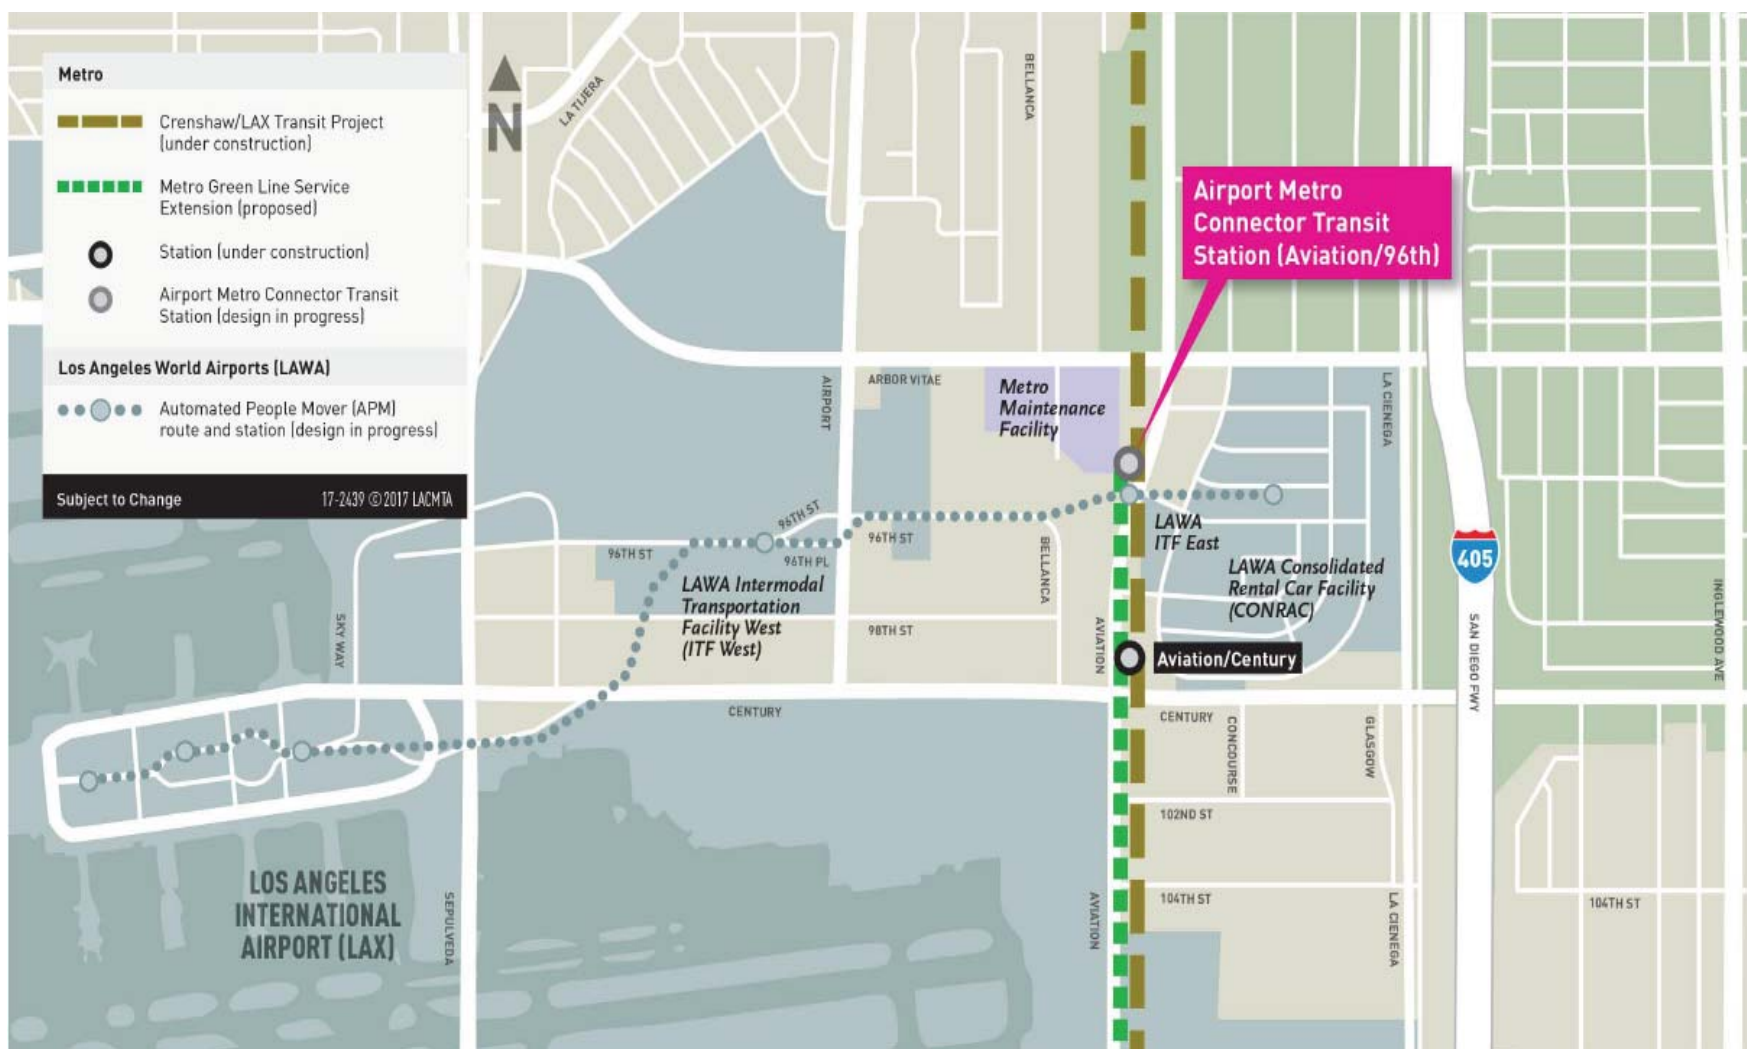 Metro
Crenshaw/LAX Transit Project
(under construction)
Metro Green Line Service
Extension (proposed)
Station (under construction)
Airport Metro Connector Transit
Station (design in progress)
Los Angeles World Airports (LAWA)
Automated People Mover (APM)
route and station (design in progress)
Subject to Change
17-2439 © 2017 LACMTA
N
LA TIJERA
BELLANCA
Airport Metro
Connector Transit
Station (Aviation/96th)
AIRPORT
ARBOR VITAE
Metro
Maintenance
Facility
LA CIENEGA
96TH ST
96TH ST
96TH PL
96TH ST
BELLANCA
LAWA
ITF East
LAWA Intermodal
Transportation
Facility West
(ITF West)
LAWA Consolidated
Rental Car Facility
(CONRAC)
405
SKY WAY
98TH ST
AVIATION
Aviation/Century
SAN DIEGO FWY
INGLEWOOD AVE
CENTURY
CENTURY
CONCOURSE
GLASGOW
102ND ST
LOS ANGELES
INTERNATIONAL
AIRPORT (LAX)
SEPULVEDA
AVIATION
104TH ST
LA CIENEGA
104TH ST